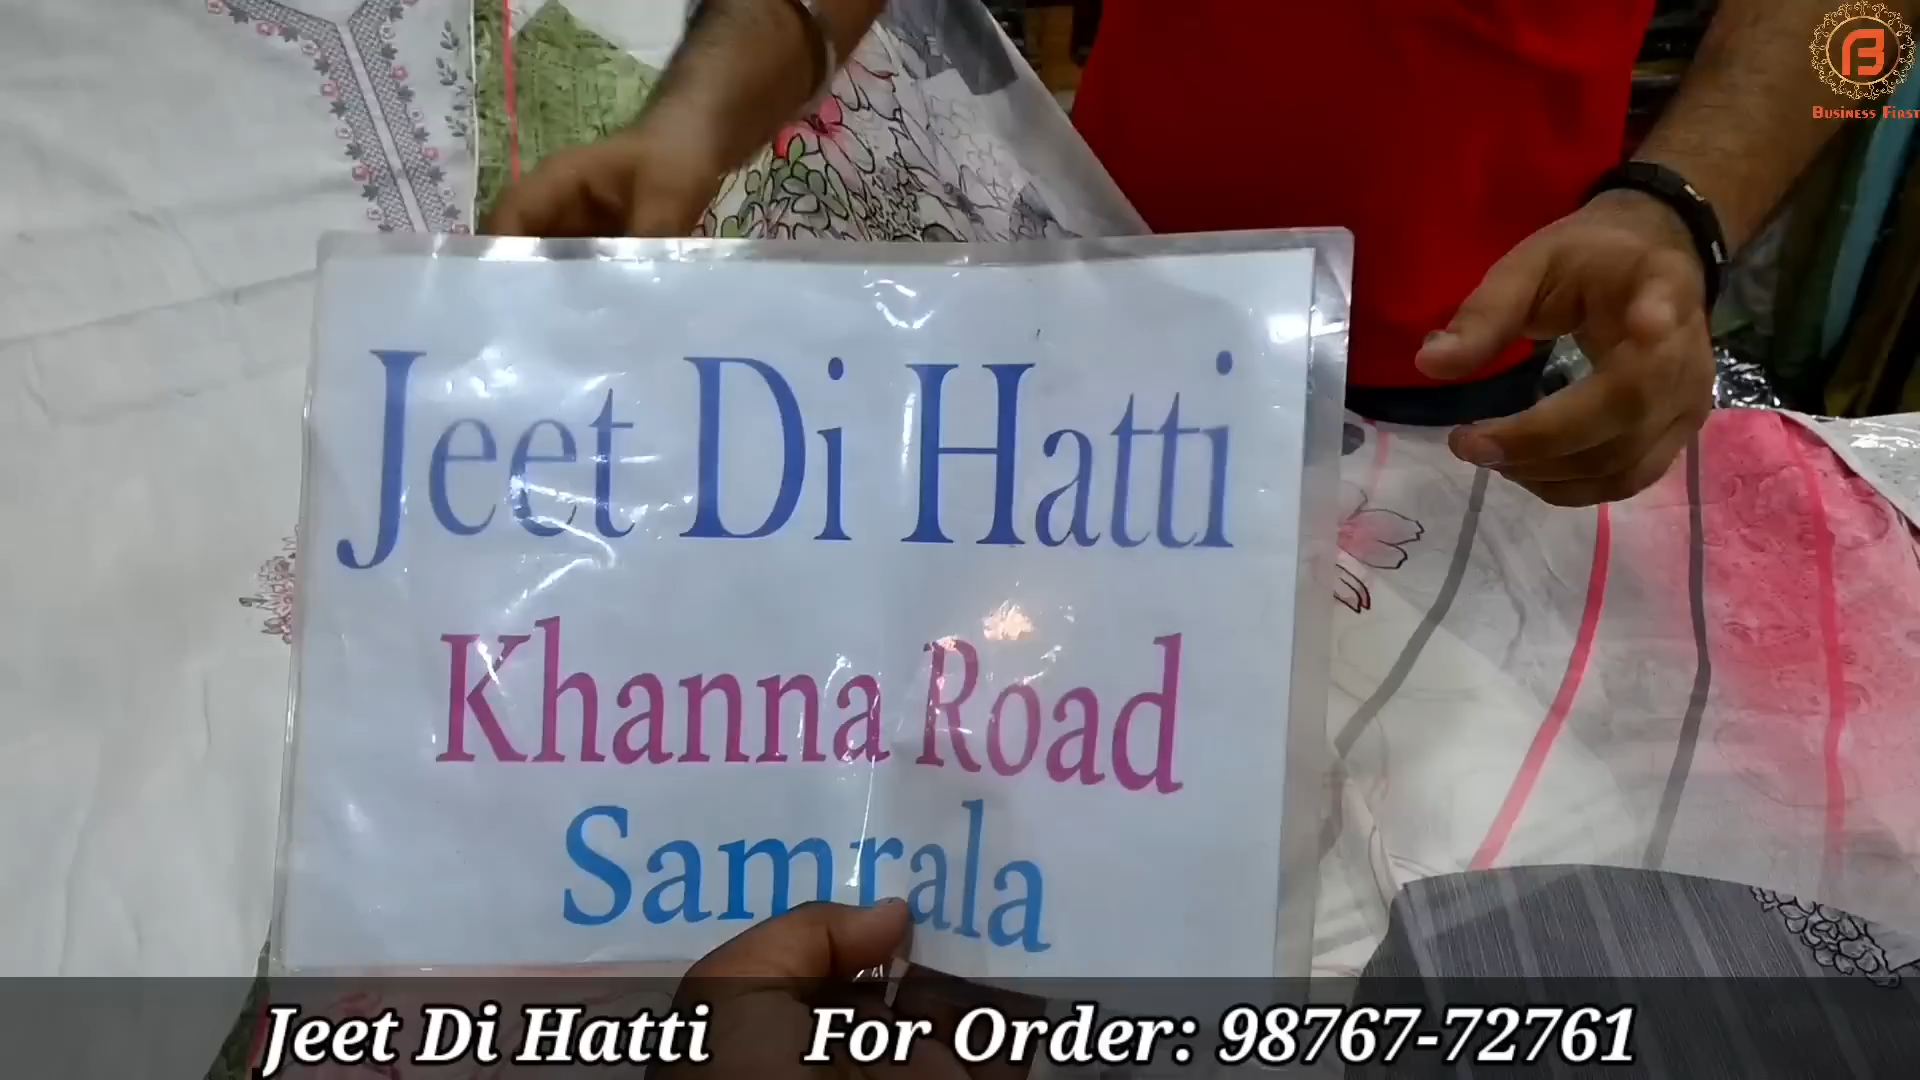 BUSINESS FIRST
Jeet Di Hatti
Khanna Road
Samrala
Jeet Di Hatti For Order: 98767-72761